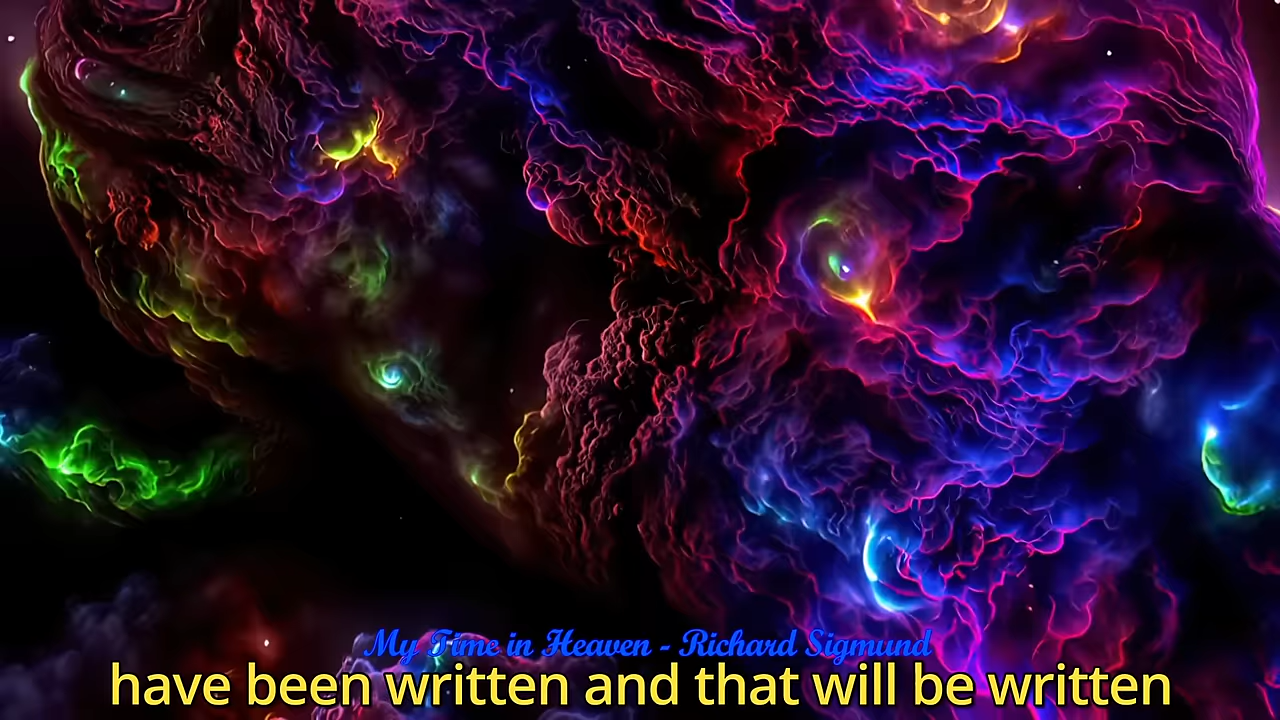 My Time in Heaven - Richard Sigmund
have been written and that will be written